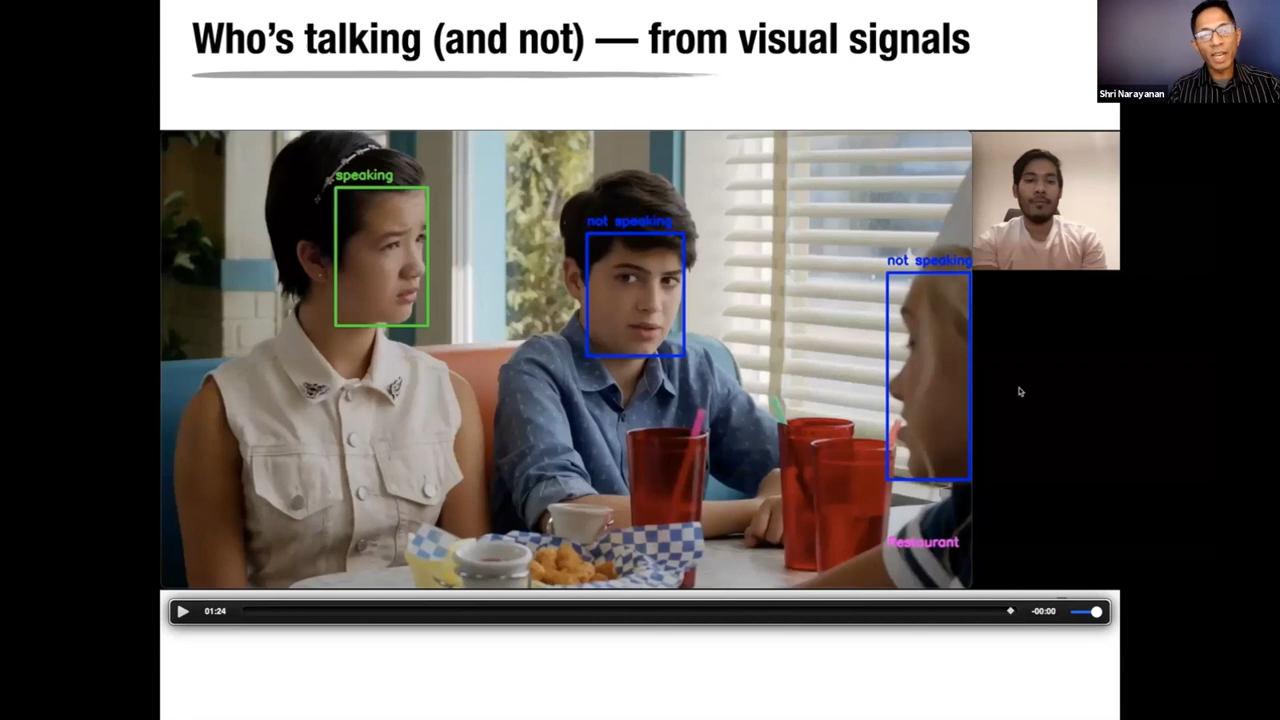 Who's talking (and not) — from visual signals
Shri Narayanan
speaking
not speaking
not speaking
Restaurant
01:24
-00:00